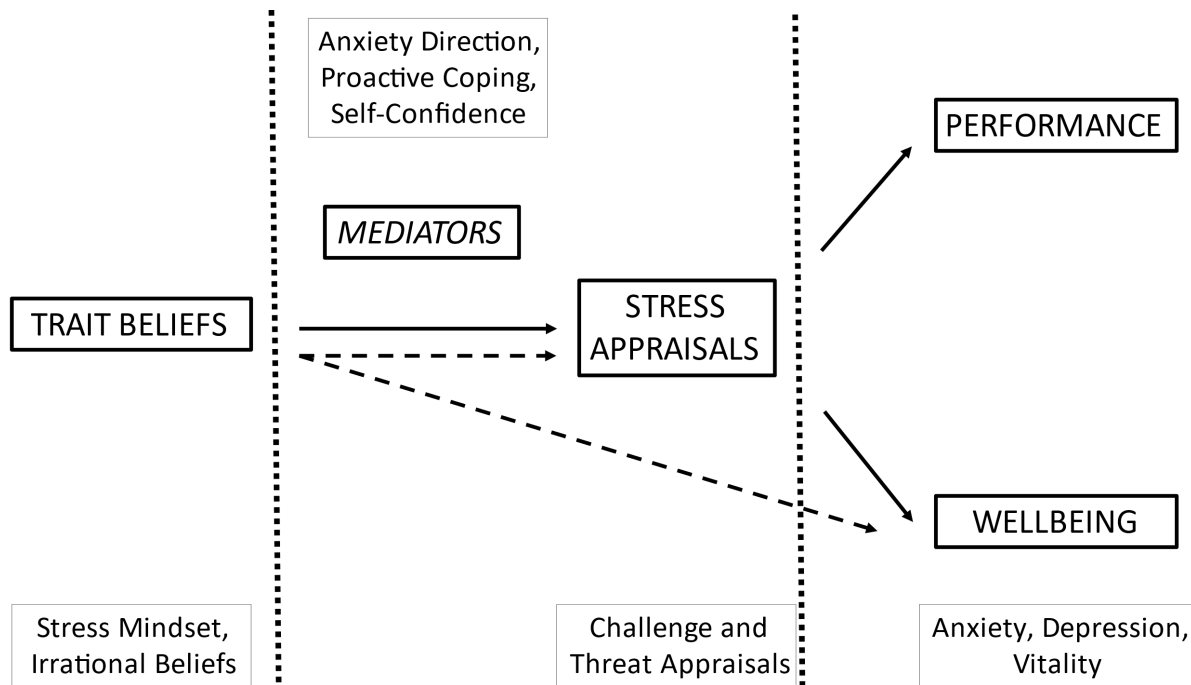 Anxiety Direction,
Proactive Coping,
Self-Confidence
PERFORMANCE
MEDIATORS
TRAIT BELIEFS
STRESS
APPRAISALS
WELLBEING
Stress Mindset,
Irrational Beliefs
Challenge and
Threat Appraisals
Anxiety, Depression,
Vitality